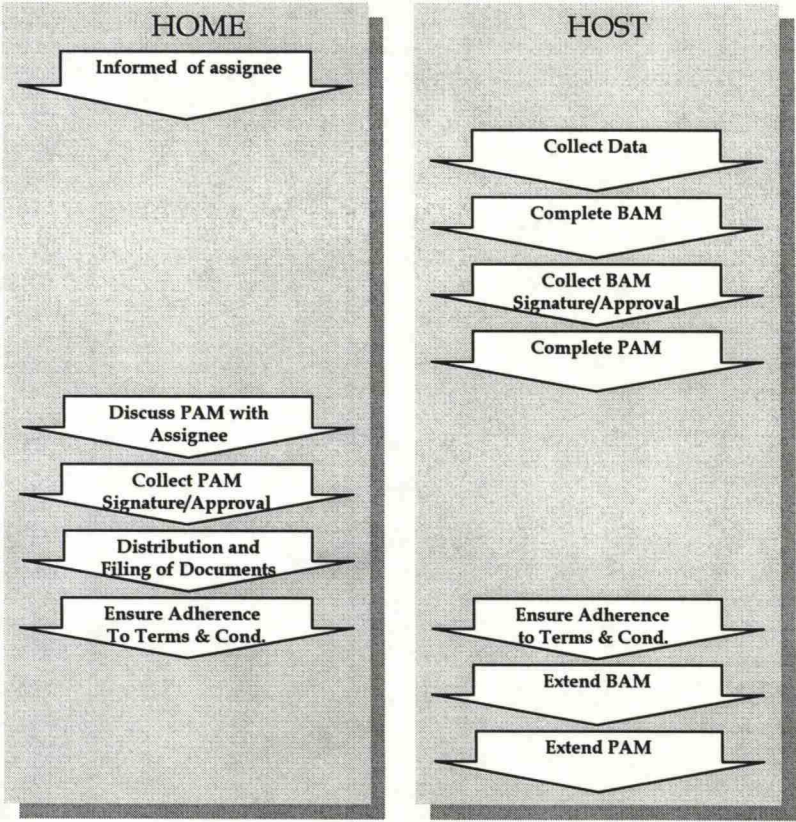 HOME
Informed of assignee
Discuss PAM with
Assignee
Collect PAM
Signature/Approval
Distribution and
Filing of Documents
Ensure Adherence
To Terms & Cond.
HOST
Collect Data
Complete BAM
Collect BAM
Signature/Approval
Complete PAM
Ensure Adherence
to Terms & Cond.
Extend BAM
Extend PAM